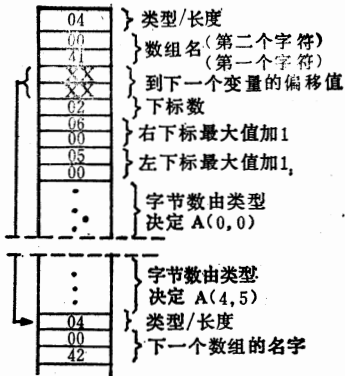 04 类型/长度
00 数组名(第二个字符)
41 (第一个字符)
XX 到下一个变量的偏移值
XX
02 下标数
06 右下标最大值加1
00
05 左下标最大值加1
00
字节数由类型
决定 A(0,0)
字节数由类型
决定 A(4,5)
04 类型/长度
00 下一个数组的名字
42